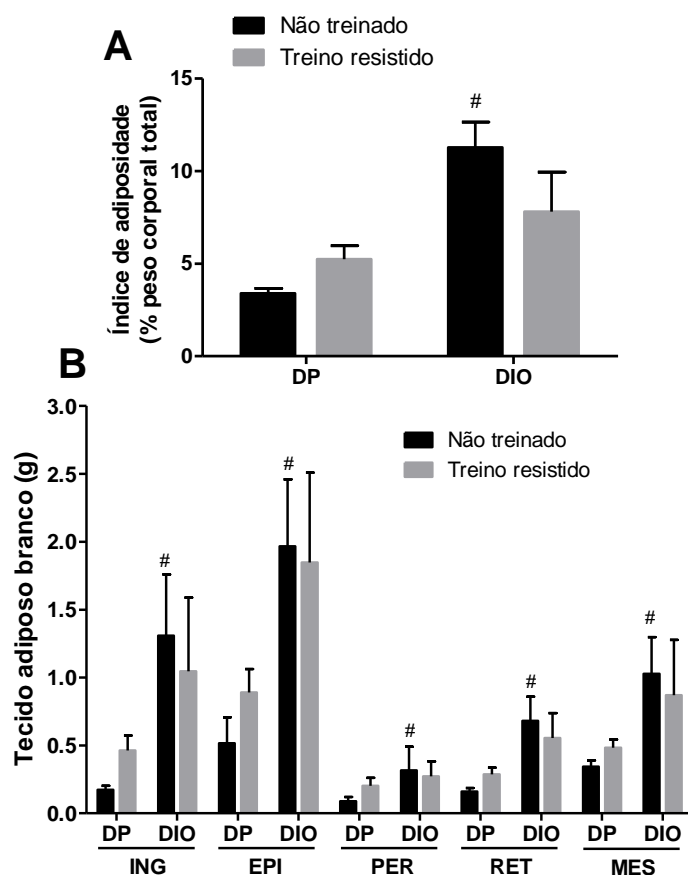 A
Não treinado
Treino resistido
Índice de adiposidade
(% peso corporal total)
15
10
5
0
#
DP DIO
B
Tecido adiposo branco (g)
3.0
2.5
2.0
1.5
1.0
0.5
0.0
Não treinado
Treino resistido
# # # # #
DP DIO DP DIO DP DIO DP DIO DP DIO
ING EPI PER RET MES